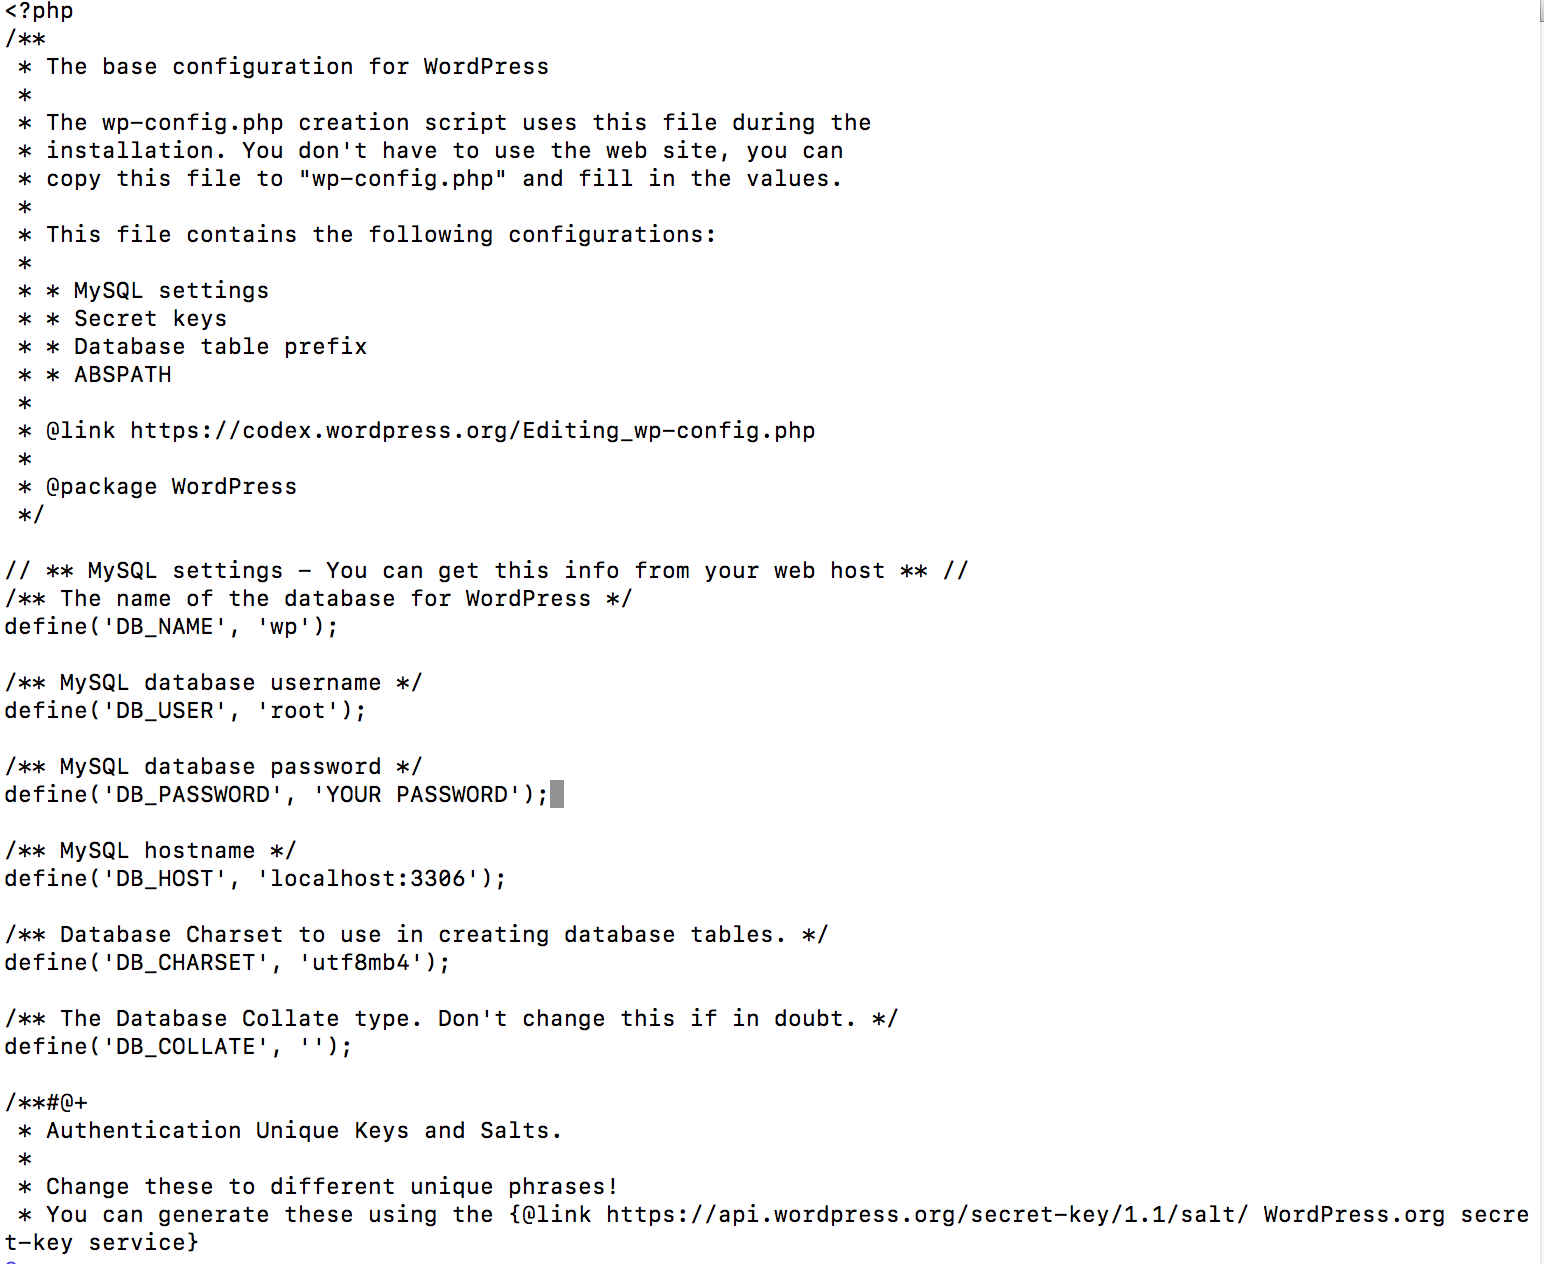 <?php
/**
 * The base configuration for WordPress
 *
 * The wp-config.php creation script uses this file during the
 * installation. You don't have to use the web site, you can
 * copy this file to "wp-config.php" and fill in the values.
 *
 * This file contains the following configurations:
 *
 * * MySQL settings
 * * Secret keys
 * * Database table prefix
 * * ABSPATH
 *
 * @link https://codex.wordpress.org/Editing_wp-config.php
 *
 * @package WordPress
 */

// ** MySQL settings - You can get this info from your web host ** //
/** The name of the database for WordPress */
define('DB_NAME', 'wp');

/** MySQL database username */
define('DB_USER', 'root');

/** MySQL database password */
define('DB_PASSWORD', 'YOUR PASSWORD');

/** MySQL hostname */
define('DB_HOST', 'localhost:3306');

/** Database Charset to use in creating database tables. */
define('DB_CHARSET', 'utf8mb4');

/** The Database Collate type. Don't change this if in doubt. */
define('DB_COLLATE', '');

/**#@+
 * Authentication Unique Keys and Salts.
 *
 * Change these to different unique phrases!
 * You can generate these using the {@link https://api.wordpress.org/secret-key/1.1/salt/ WordPress.org secre
t-key service}